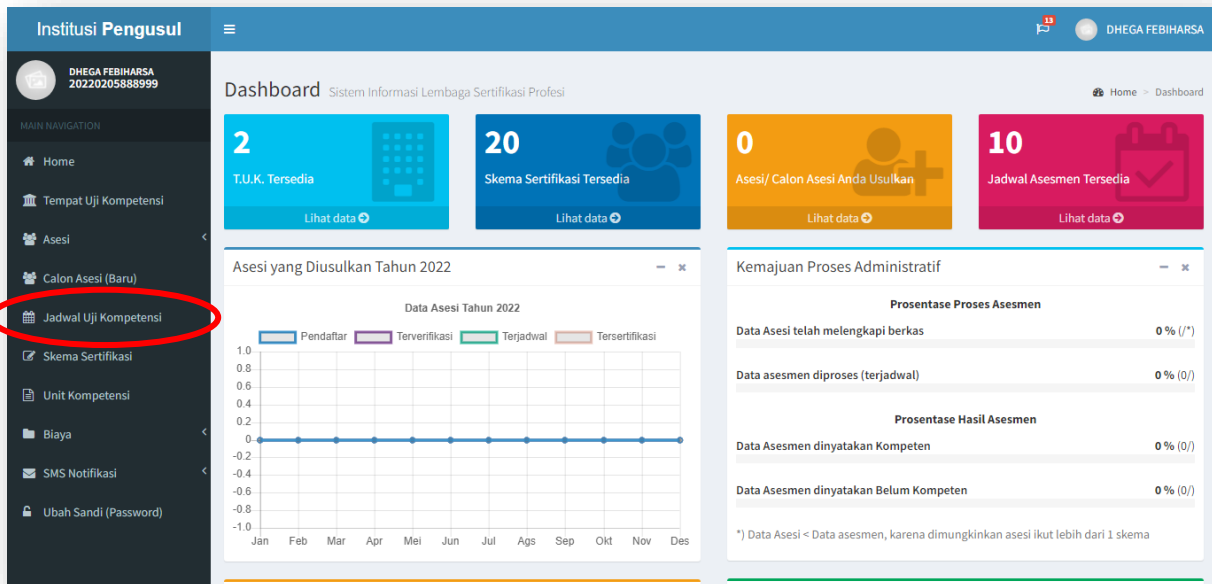 Institusi Pengusul
13
DHEGA FEBIHARSA
DHEGA FEBIHARSA
20220205888999
MAIN NAVIGATION
Home
Tempat Uji Kompetensi
Asesi
Calon Asesi (Baru)
Jadwal Uji Kompetensi
Skema Sertifikasi
Unit Kompetensi
Biaya
SMS Notifikasi
Ubah Sandi (Password)
Dashboard Sistem Informasi Lembaga Sertifikasi Profesi
Home > Dashboard
2
T.U.K. Tersedia
Lihat data
20
Skema Sertifikasi Tersedia
Lihat data
0
Asesi/ Calon Asesi Anda Usulkan
Lihat data
10
Jadwal Asesmen Tersedia
Lihat data
Asesi yang Diusulkan Tahun 2022
Data Asesi Tahun 2022
Pendaftar Terverifikasi Terjadwal Tersertifikasi
1.0
0.8
0.6
0.4
0.2
0
-0.2
-0.4
-0.6
-0.8
-1.0
Jan Feb Mar Apr Mei Jun Jul Ags Sep Okt Nov Des
Kemajuan Proses Administratif
Prosentase Proses Asesmen
Data Asesi telah melengkapi berkas 0 % (/*)
Data asesmen diproses (terjadwal) 0 % (0/)
Prosentase Hasil Asesmen
Data Asesmen dinyatakan Kompeten 0 % (0/)
Data Asesmen dinyatakan Belum Kompeten 0 % (0/)
*) Data Asesi < Data asesmen, karena dimungkinkan asesi ikut lebih dari 1 skema